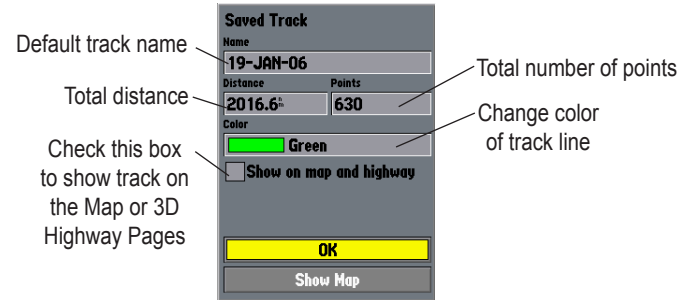 Saved Track
Name
Default track name
19-JAN-06
Distance
Points
Total number of points
Total distance
2016.6
630
Color
Change color
of track line
Green
Check this box
to show track on
the Map or 3D
Highway Pages
Show on map and highway
OK
Show Map